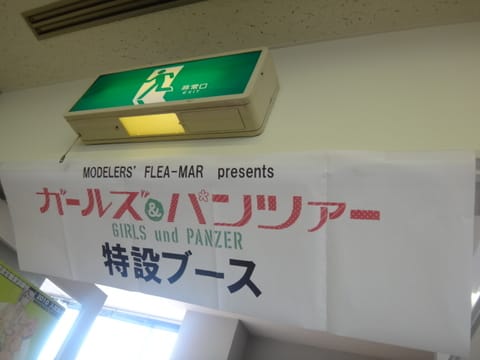 非常口
EXIT
MODELERS' FLEA-MAR presents
ガールズ&パンツァー
GIRLS und PANZER
特設ブース